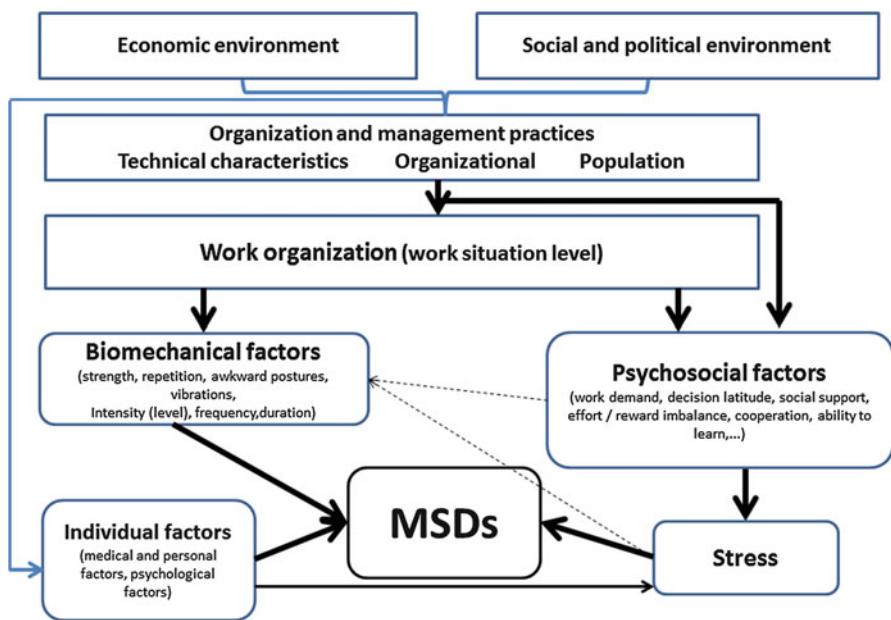 Economic environment
Social and political environment
Organization and management practices
Technical characteristics Organizational Population
Work organization (work situation level)
Biomechanical factors
(strength, repetition, awkward postures,
vibrations,
Intensity (level), frequency,duration)
Psychosocial factors
(work demand, decision latitude, social support,
effort / reward imbalance, cooperation, ability to
learn,...)
MSDs
Individual factors
(medical and personal
factors, psychological
factors)
Stress